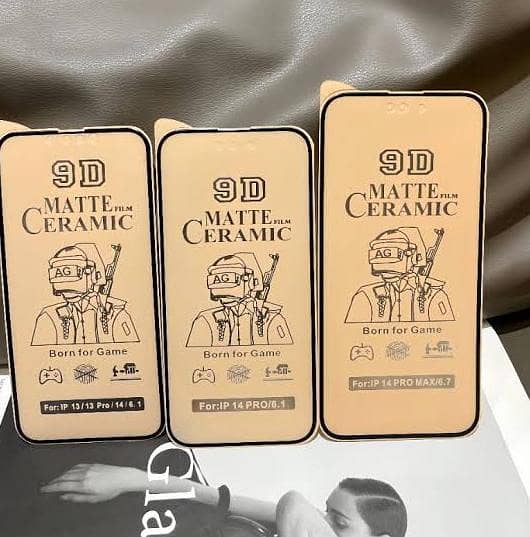 9D
MATTE FILM
CERAMIC
AG
Born for Game
For: IP 13/13 Pro/14/6.1
9D
MATTE FILM
CERAMIC
AG
Born for Game
For:IP 14 PRO/6.1
9D
MATTE FILM
CERAMIC
AG
Born for Game
For:IP 14 PRO MAX/6.7
Gla